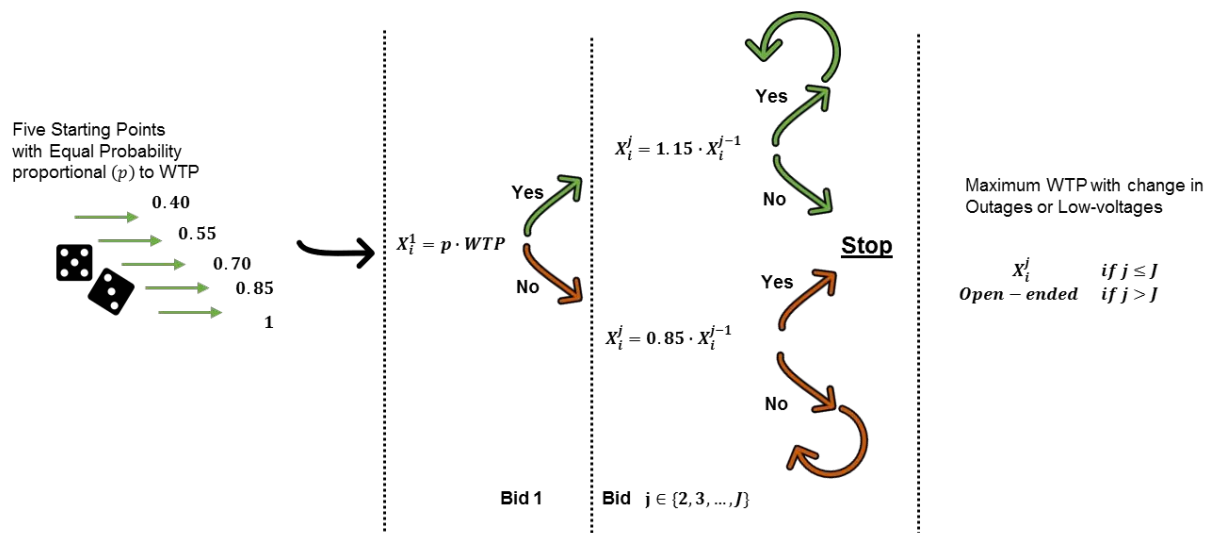 Five Starting Points
with Equal Probability
proportional (p) to WTP
0.40
0.55
0.70
0.85
1
X_i^1 = p · WTP
Yes
No
Bid 1
X_i^j = 1.15 · X_i^{j-1}
Yes
No
Stop
X_i^j = 0.85 · X_i^{j-1}
Yes
No
Bid j ∈ {2, 3, …, J}
Maximum WTP with change in
Outages or Low-voltages
X_i^j if j ≤ J
Open − ended if j > J